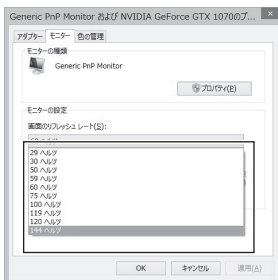 Generic PnP Monitor および NVIDIA GeForce GTX 1070のプ... ×
アダプター モニター 色の管理
モニターの種類
Generic PnP Monitor
プロパティ(P)
モニターの設定
画面のリフレッシュ レート(S):
29 ヘルツ
30 ヘルツ
50 ヘルツ
59 ヘルツ
60 ヘルツ
75 ヘルツ
100 ヘルツ
119 ヘルツ
120 ヘルツ
144 ヘルツ
OK キャンセル 適用(A)